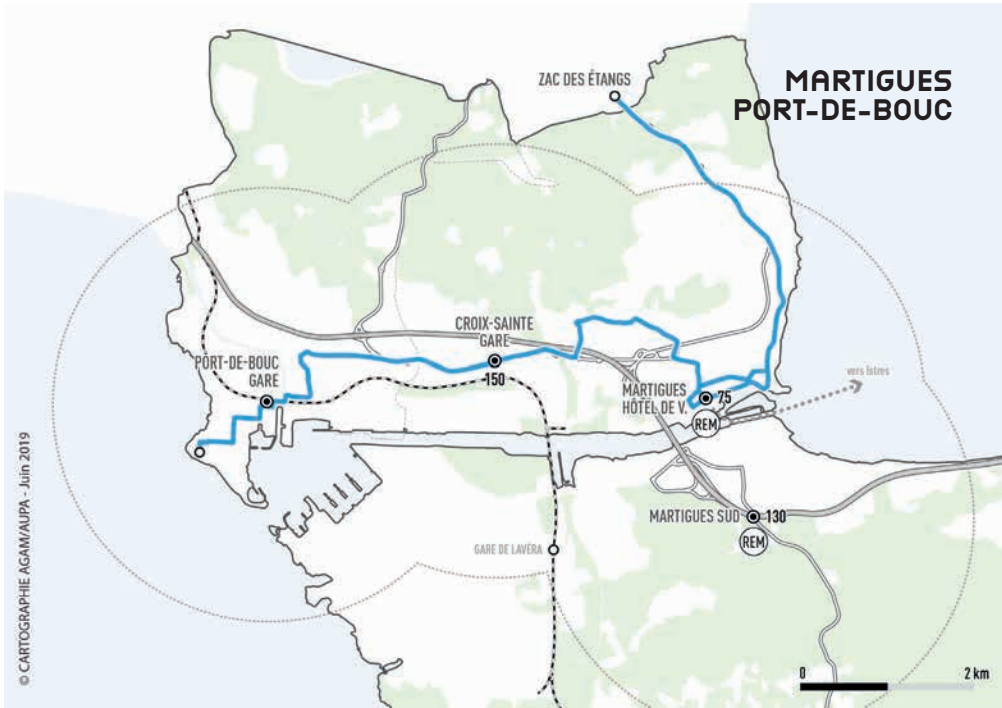 MARTIGUES
PORT-DE-BOUC
ZAC DES ÉTANGS
CROIX-SAINTE
GARE
150
PORT-DE-BOUC
GARE
vers Istres
MARTIGUES
HÔTEL DE V.
75
REM
MARTIGUES SUD
130
REM
GARE DE LAVÉRA
0
2 km
© CARTOGRAPHIE AGAM/AUPA - Juin 2019